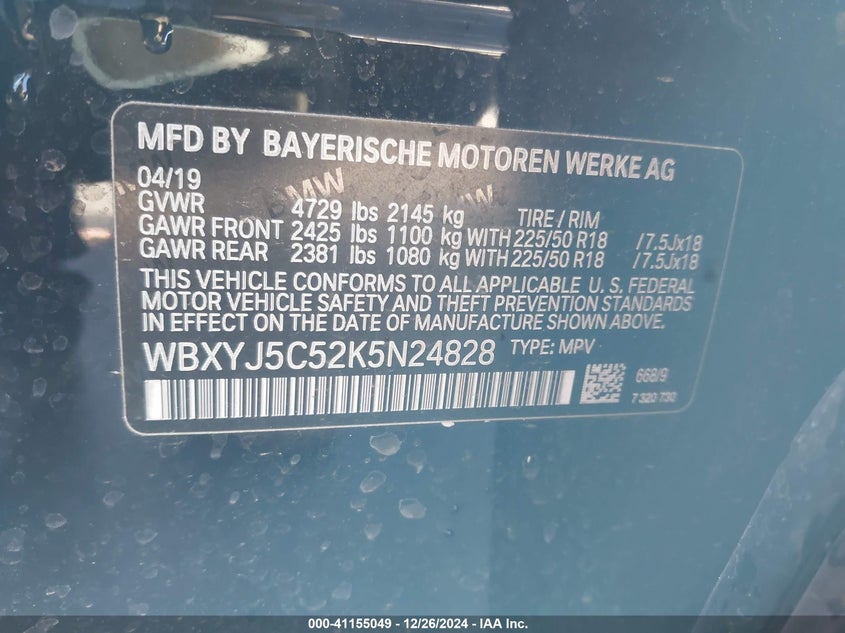 MFD BY BAYERISCHE MOTOREN WERKE AG
04/19
GVWR 4729 lbs 2145 kg TIRE / RIM
GAWR FRONT 2425 lbs 1100 kg WITH 225/50 R18 /7.5Jx18
GAWR REAR 2381 lbs 1080 kg WITH 225/50 R18 /7.5Jx18
THIS VEHICLE CONFORMS TO ALL APPLICABLE U. S. FEDERAL
MOTOR VEHICLE SAFETY AND THEFT PREVENTION STANDARDS
IN EFFECT ON THE DATE OF MANUFACTURE SHOWN ABOVE.
WBXYJ5C52K5N24828 TYPE: MPV
668/9
7 320 730
000-41155049 - 12/26/2024 - IAA Inc.